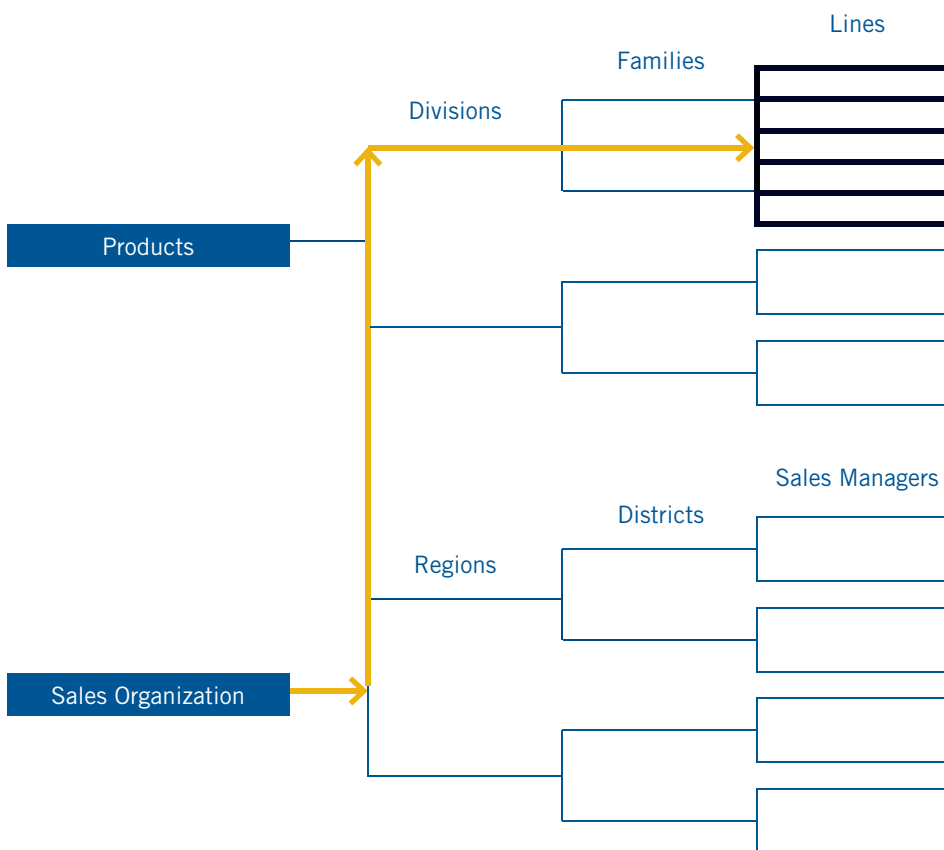 Lines
Families
Divisions
Products
Sales Managers
Districts
Regions
Sales Organization